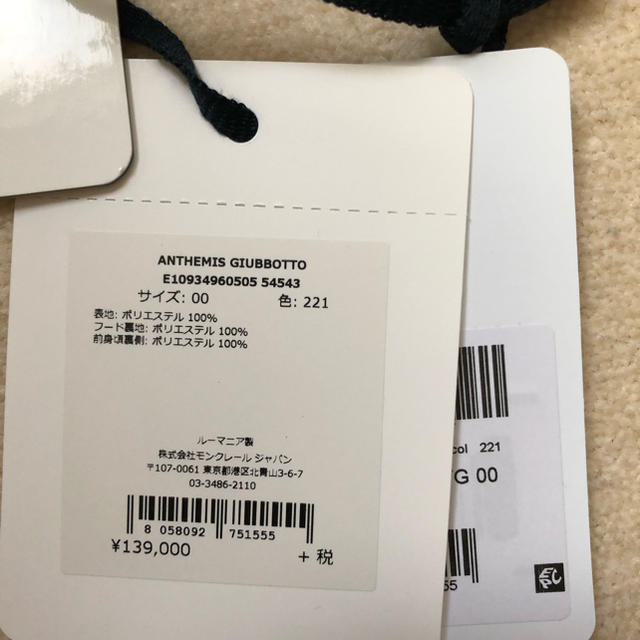 ANTHEMIS GIUBBOTTO
E10934960505 54543
サイズ: 00 色: 221
表地: ポリエステル 100%
フード裏地: ポリエステル 100%
前身頃裏側: ポリエステル 100%
ルーマニア製
株式会社モンクレール ジャパン
〒107-0061 東京都港区北青山3-6-7
03-3486-2110
8 058092 751555
¥139,000 + 税
col 221
G 00
55